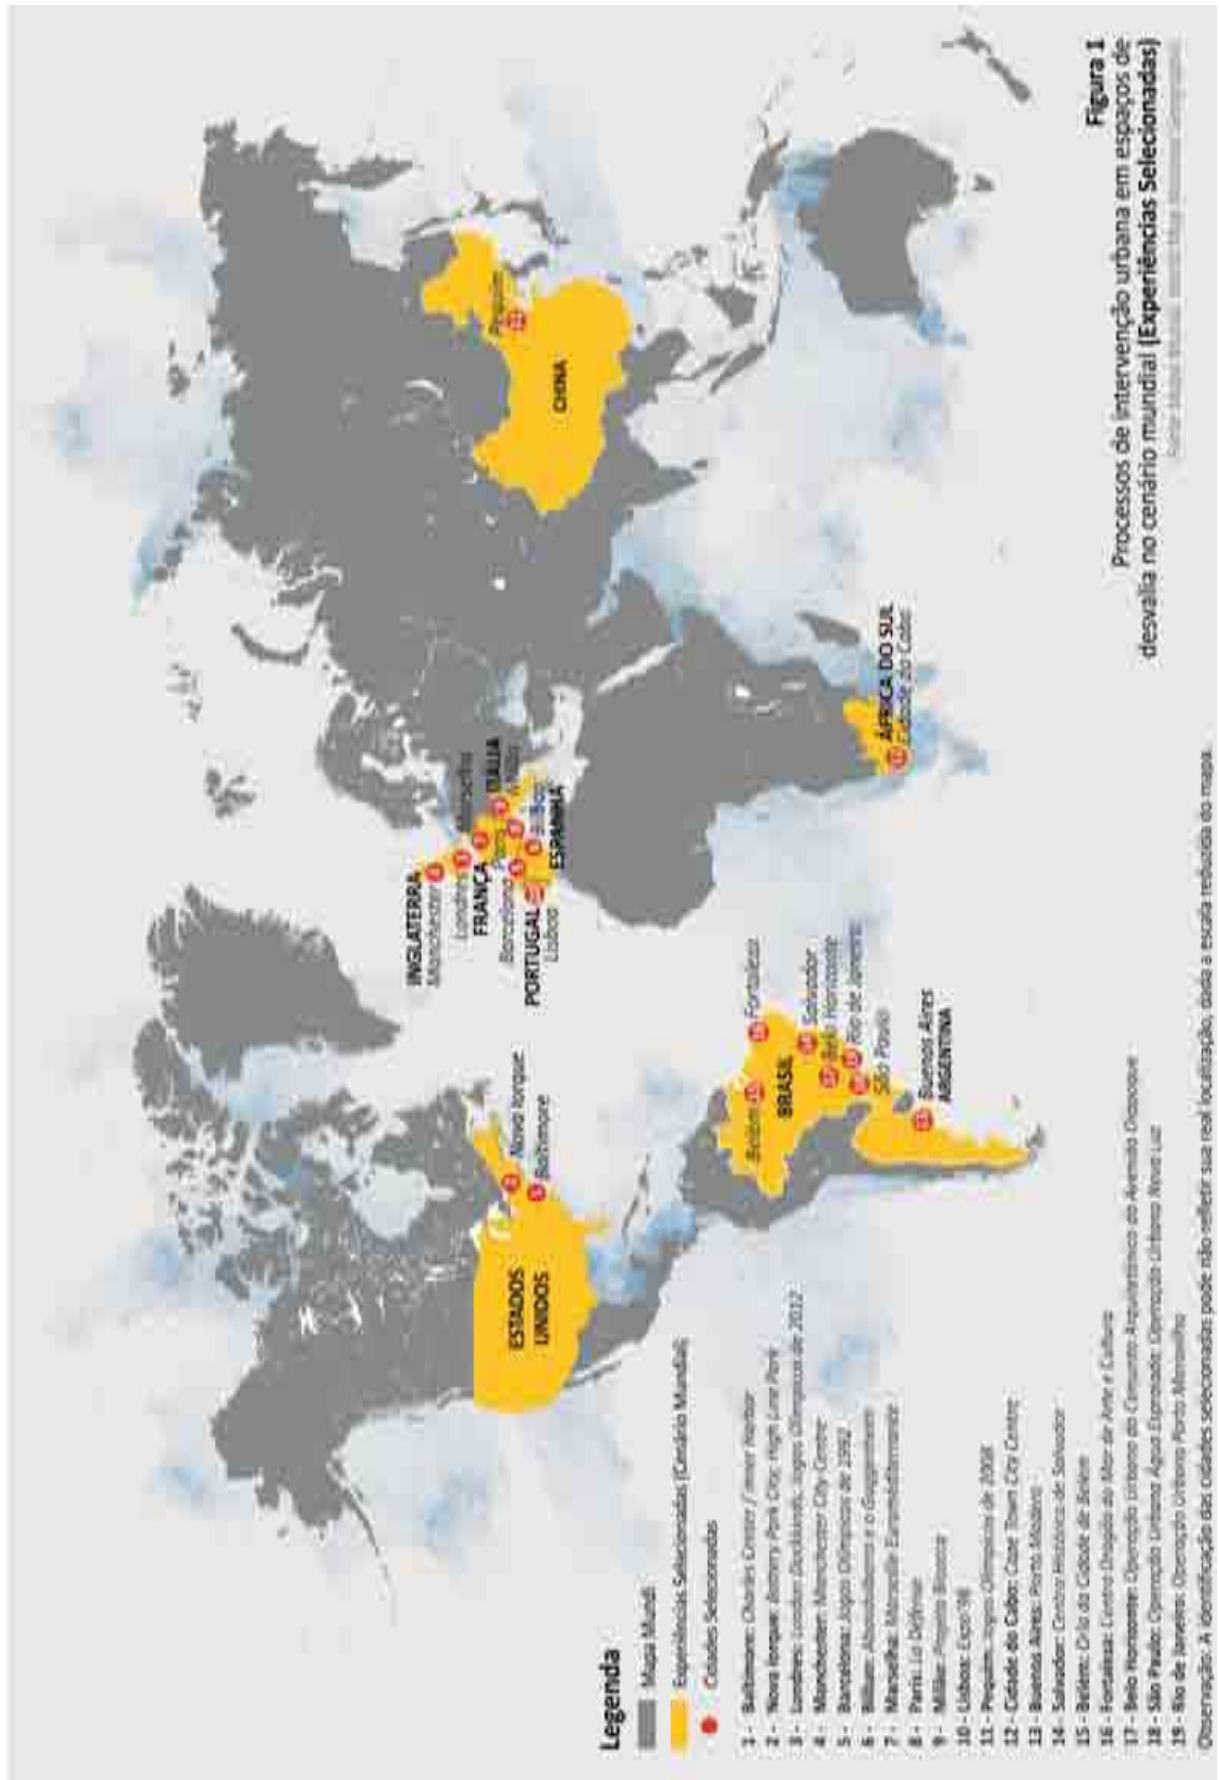 Figura 1
Processos de intervenção urbana em espaços de
desvalia no cenário mundial (Experiências Selecionadas)
INGLATERRA
Manchester
Londres
FRANÇA
Marselha
ITALIA
Milão
Paris
Barcelona
Bilbao
ESPANHA
PORTUGAL
Lisboa
Pequim
CHINA
ESTADOS
UNIDOS
Nova Iorque
Baltimore
Belém
Fortaleza
BRASIL
Salvador
Belo Horizonte
Rio de Janeiro
São Paulo
Buenos Aires
ARGENTINA
ÁFRICA DO SUL
Cidade do Cabo
Legenda
Mapa Mundi
Experiências Selecionadas (Cenário Mundial)
Cidades Selecionadas
1 - Baltimore: Charles Center / Inner Harbor
2 - Nova Iorque: Battery Park City, High Line Park
3 - Londres: London Docklands, Jogos Olímpicos de 2012
4 - Manchester: Manchester City Centre
5 - Barcelona: Jogos Olímpicos de 1992
6 - Bilbao: Abandoibarra e o Guggenheim
7 - Marselha: Marseille Euroméditerranée
8 - Paris: La Défense
9 - Milão: Projeto Bicocca
10 - Lisboa: Expo'98
11 - Pequim: Jogos Olímpicos de 2008
12 - Cidade do Cabo: Cape Town City Centre
13 - Buenos Aires: Porto Madero
14 - Salvador: Centro Histórico de Salvador
15 - Belém: Orla da Cidade de Belém
16 - Fortaleza: Centro Dragão do Mar de Arte e Cultura
17 - Belo Horizonte: Operação Urbana do Conjunto Arquitetônico da Avenida Oiapoque
18 - São Paulo: Operação Urbana Água Espraiada, Operação Urbana Nova Luz
19 - Rio de Janeiro: Operação Urbana Porto Maravilha
Observação: A identificação das cidades selecionadas pode não refletir sua real localização, dada a escala reduzida do mapa.